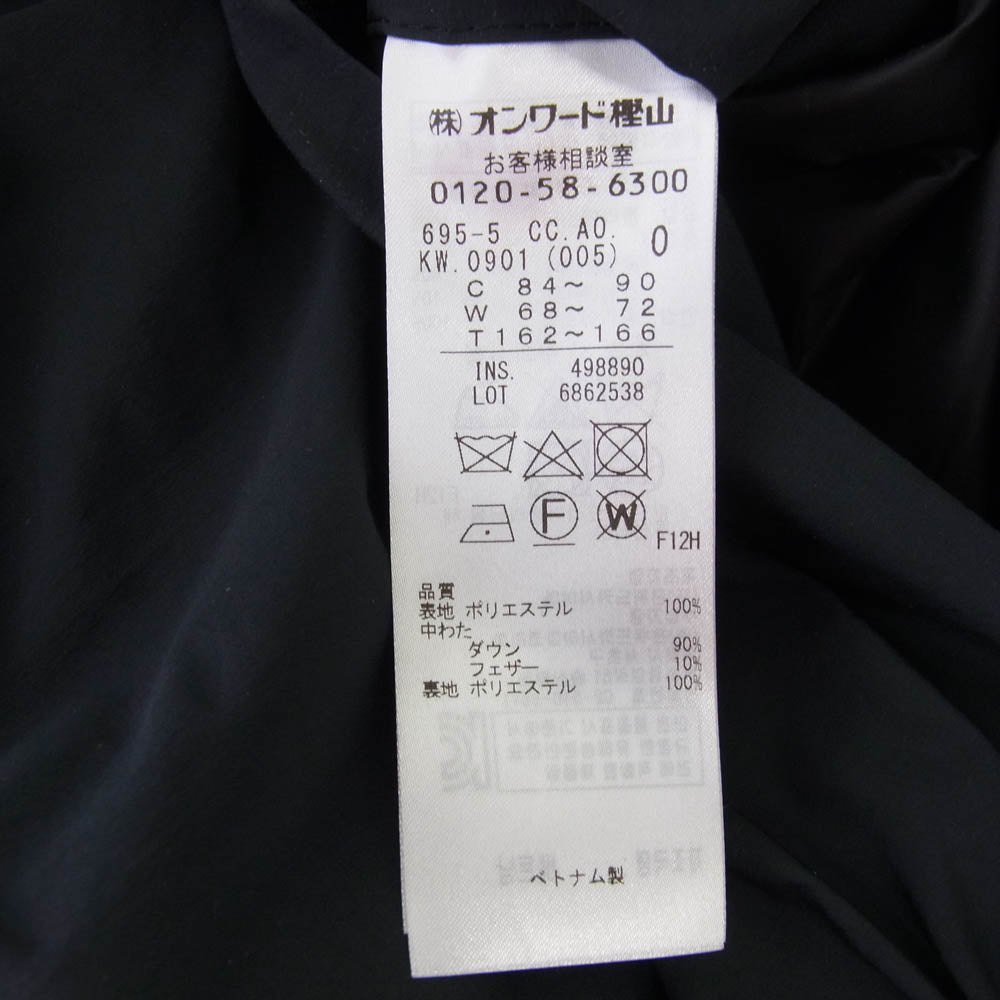 ㈱オンワード樫山
お客様相談室
0120-58-6300
695-5 CC.AO. 0
KW.0901 (005)
C 84～ 90
W 68～ 72
T162～166
INS. 498890
LOT 6862538
F W F12H
品質
表地 ポリエステル 100%
中わた
ダウン 90%
フェザー 10%
裏地 ポリエステル 100%
ベトナム製